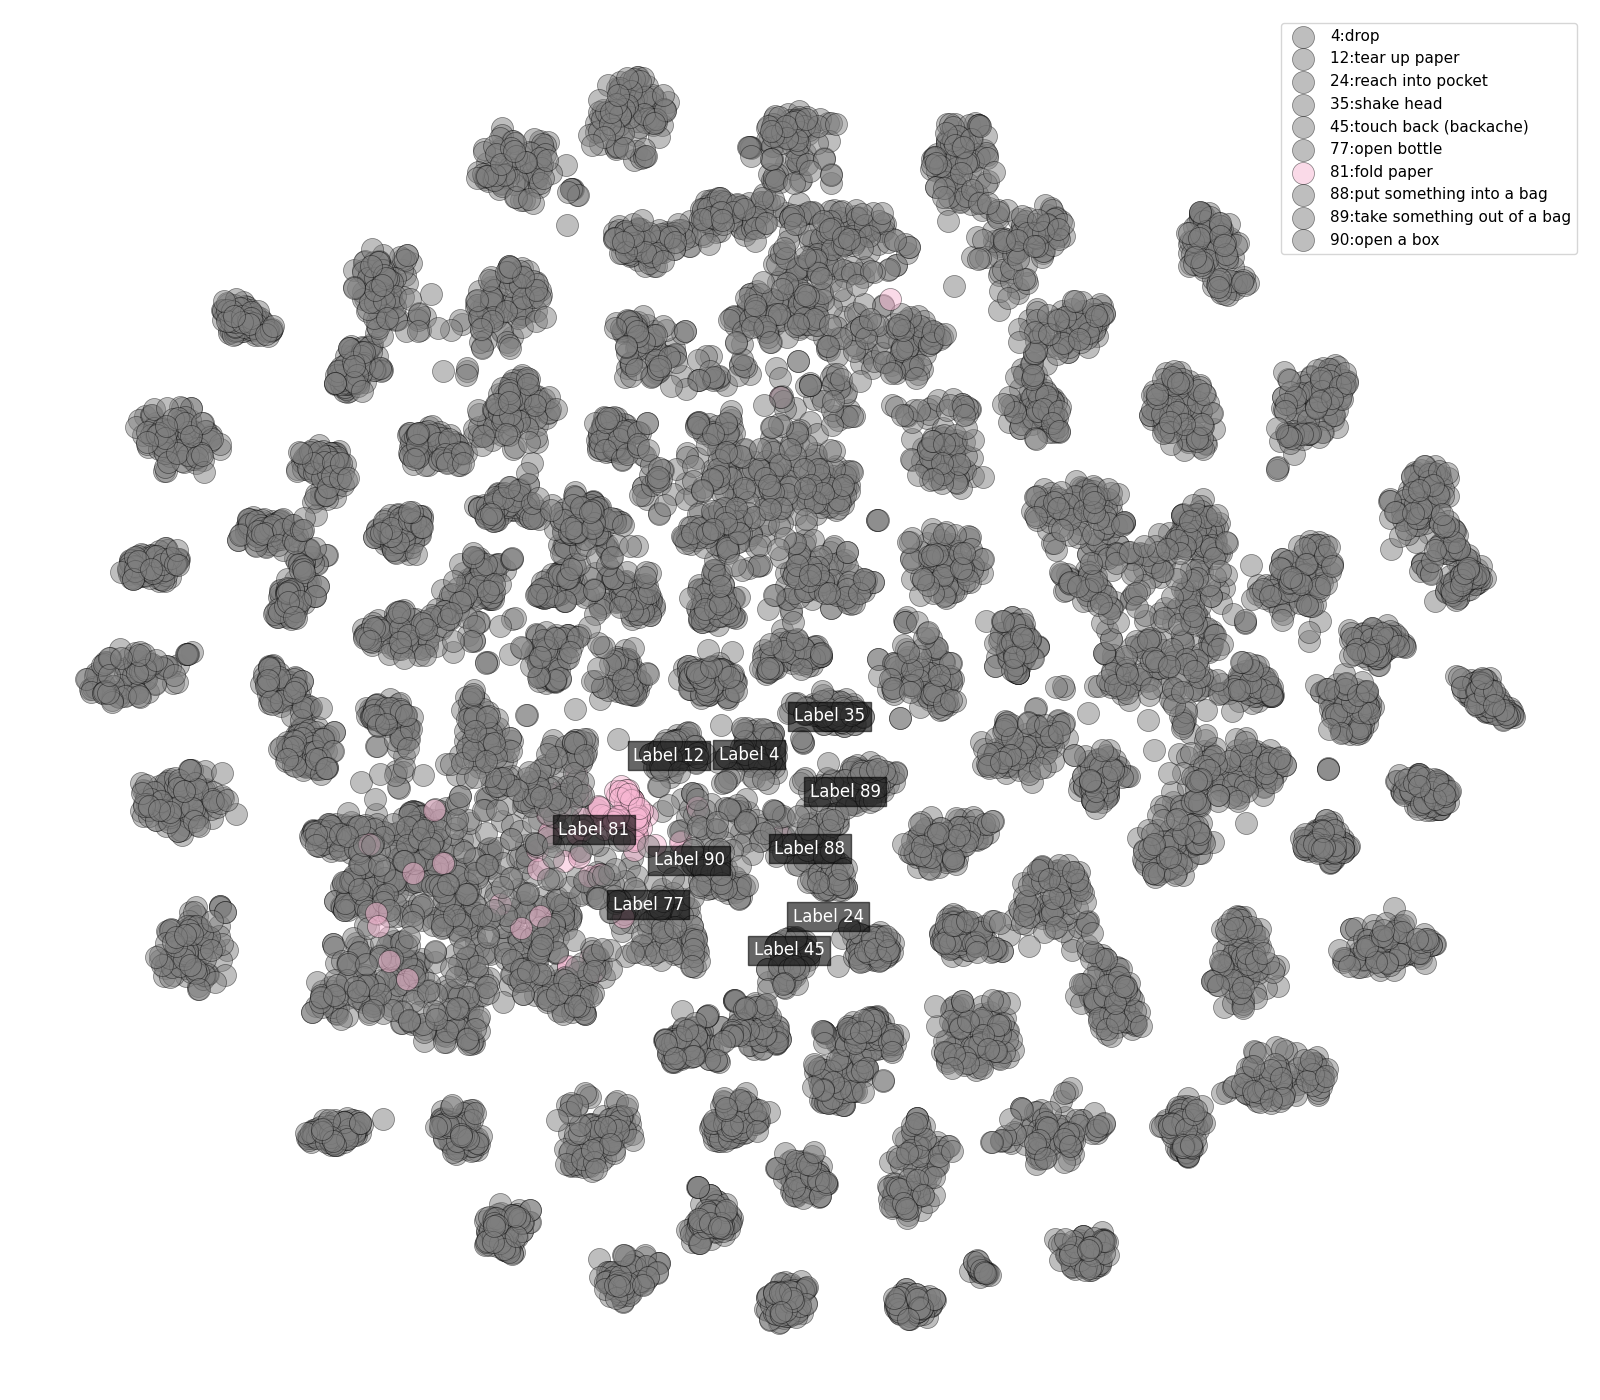 4:drop
12:tear up paper
24:reach into pocket
35:shake head
45:touch back (backache)
77:open bottle
81:fold paper
88:put something into a bag
89:take something out of a bag
90:open a box
Label 35
Label 12
Label 4
Label 89
Label 81
Label 88
Label 90
Label 77
Label 24
Label 45